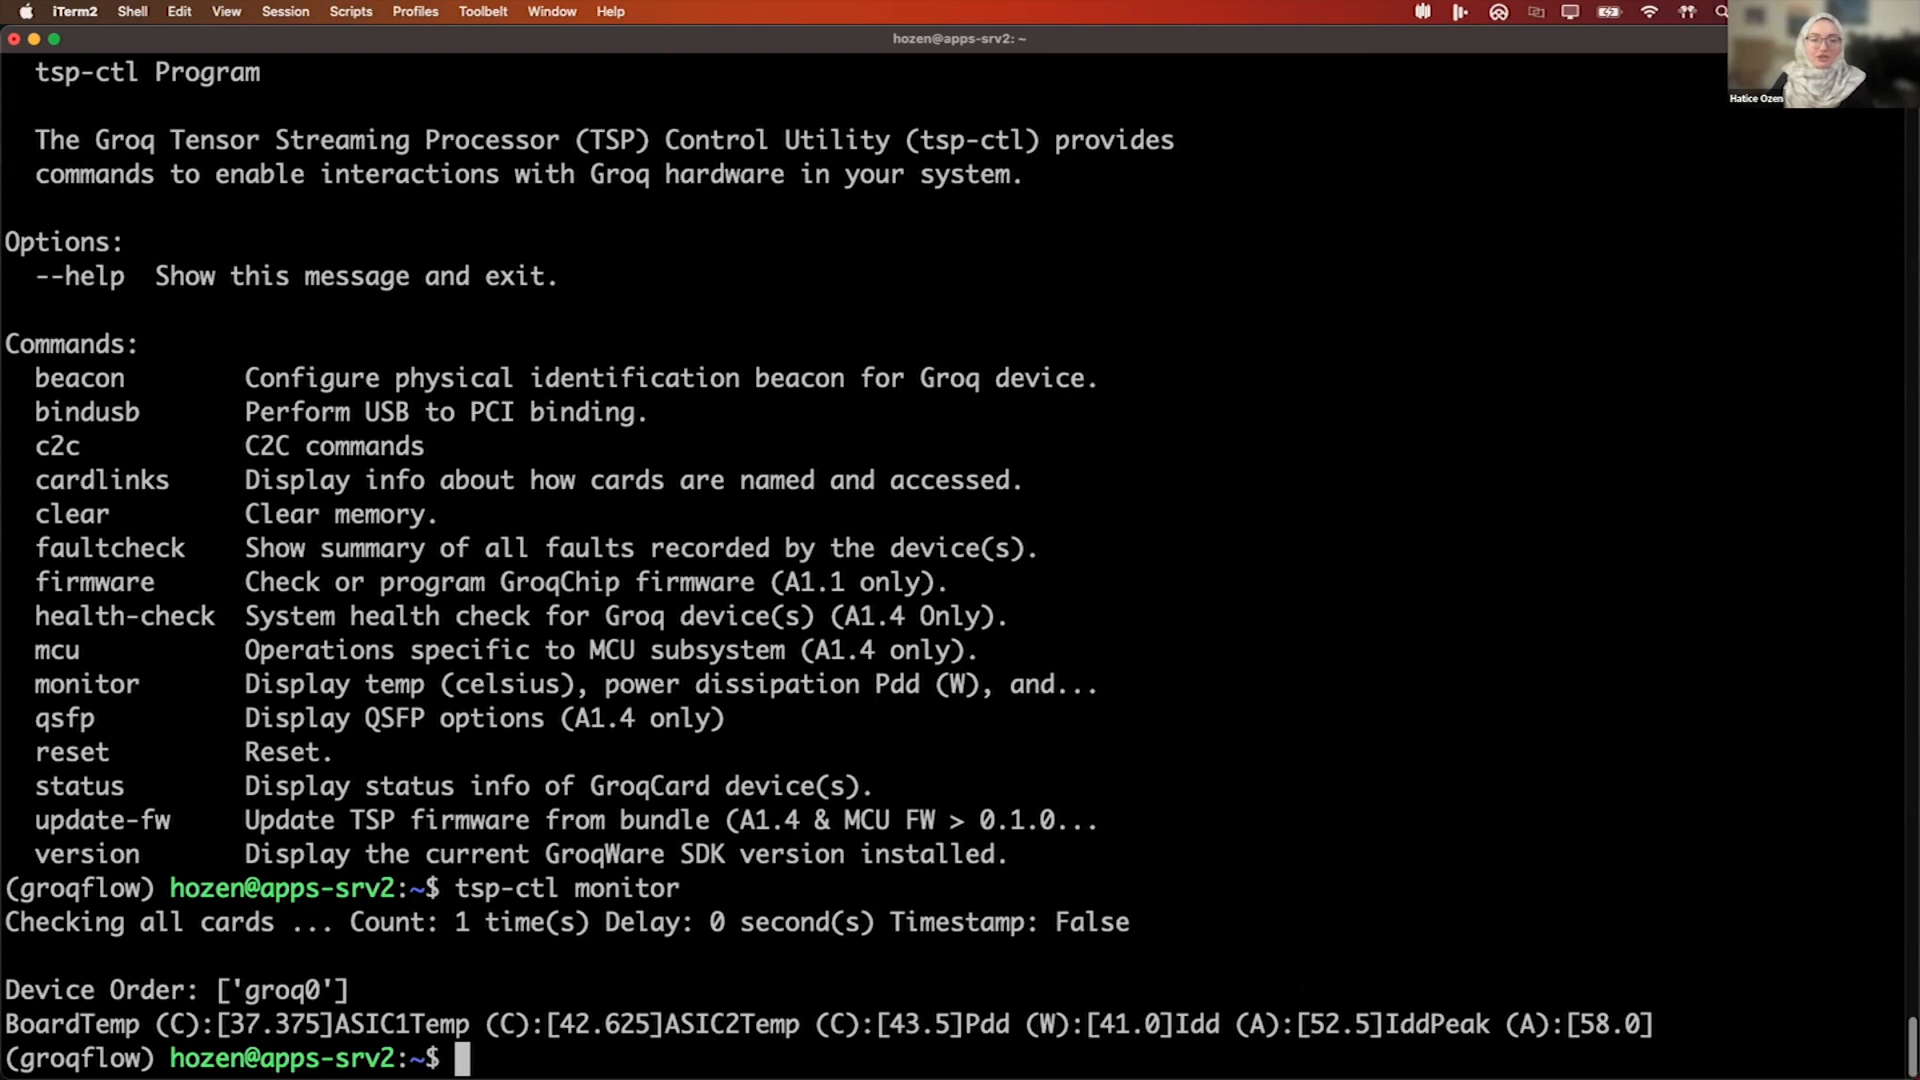 iTerm2 Shell Edit View Session Scripts Profiles Toolbelt Window Help
hozen@apps-srv2: ~
Hatice Ozen
tsp-ctl Program
The Groq Tensor Streaming Processor (TSP) Control Utility (tsp-ctl) provides
commands to enable interactions with Groq hardware in your system.
Options:
--help  Show this message and exit.
Commands:
beacon        Configure physical identification beacon for Groq device.
bindusb       Perform USB to PCI binding.
c2c           C2C commands
cardlinks     Display info about how cards are named and accessed.
clear         Clear memory.
faultcheck    Show summary of all faults recorded by the device(s).
firmware      Check or program GroqChip firmware (A1.1 only).
health-check  System health check for Groq device(s) (A1.4 Only).
mcu           Operations specific to MCU subsystem (A1.4 only).
monitor       Display temp (celsius), power dissipation Pdd (W), and...
qsfp          Display QSFP options (A1.4 only)
reset         Reset.
status        Display status info of GroqCard device(s).
update-fw     Update TSP firmware from bundle (A1.4 & MCU FW > 0.1.0...
version       Display the current GroqWare SDK version installed.
(groqflow) hozen@apps-srv2:~$ tsp-ctl monitor
Checking all cards ... Count: 1 time(s) Delay: 0 second(s) Timestamp: False
Device Order: ['groq0']
BoardTemp (C):[37.375]ASIC1Temp (C):[42.625]ASIC2Temp (C):[43.5]Pdd (W):[41.0]Idd (A):[52.5]IddPeak (A):[58.0]
(groqflow) hozen@apps-srv2:~$